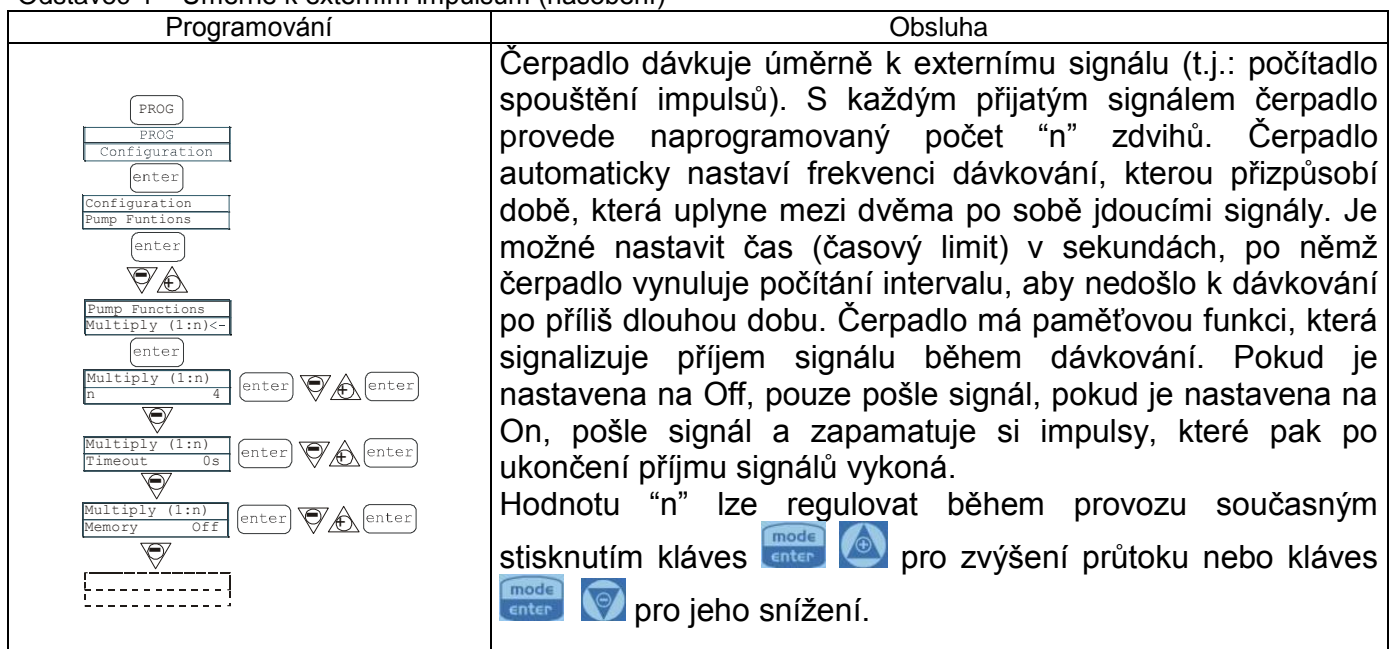 Odstavec 1 – Úměrně k externím impulsům (násobení)
Programování
Obsluha
PROG
PROG
Configuration
enter
Configuration
Pump Funtions
enter
Pump Functions
Multiply (1:n)<-
enter
Multiply (1:n)
n 4 enter enter
Multiply (1:n)
Timeout 0s enter enter
Multiply (1:n)
Memory Off enter enter
Čerpadlo dávkuje úměrně k externímu signálu (t.j.: počítadlo
spouštění impulsů). S každým přijatým signálem čerpadlo
provede naprogramovaný počet “n” zdvihů. Čerpadlo
automaticky nastaví frekvenci dávkování, kterou přizpůsobí
době, která uplyne mezi dvěma po sobě jdoucími signály. Je
možné nastavit čas (časový limit) v sekundách, po němž
čerpadlo vynuluje počítání intervalu, aby nedošlo k dávkování
po příliš dlouhou dobu. Čerpadlo má paměťovou funkci, která
signalizuje příjem signálu během dávkování. Pokud je
nastavena na Off, pouze pošle signál, pokud je nastavena na
On, pošle signál a zapamatuje si impulsy, které pak po
ukončení příjmu signálů vykoná.
Hodnotu “n” lze regulovat během provozu současným
stisknutím kláves mode enter pro zvýšení průtoku nebo kláves
mode enter pro jeho snížení.